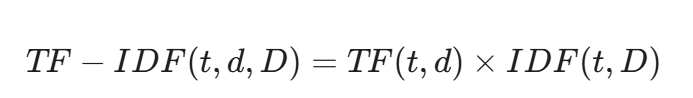 TF − IDF(t, d, D) = TF(t, d) × IDF(t, D)